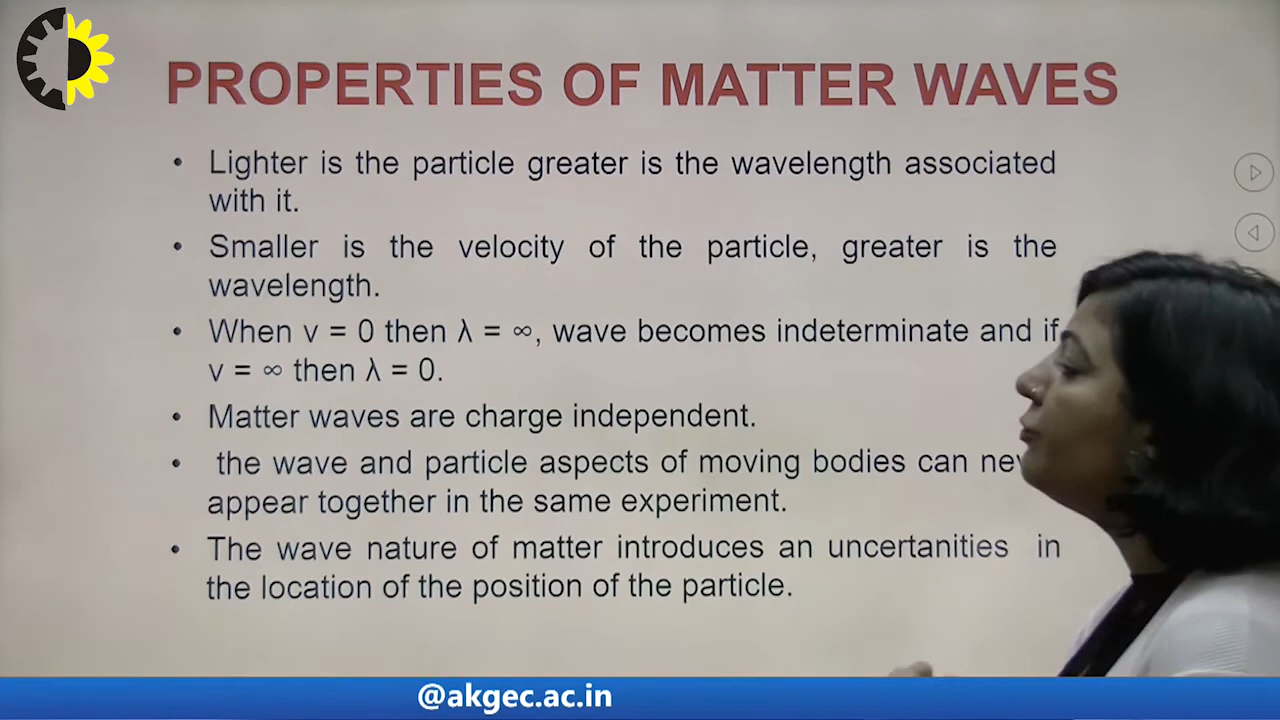 PROPERTIES OF MATTER WAVES
• Lighter is the particle greater is the wavelength associated
with it.
• Smaller is the velocity of the particle, greater is the
wavelength.
• When v = 0 then λ = ∞, wave becomes indeterminate and if
v = ∞ then λ = 0.
• Matter waves are charge independent.
• the wave and particle aspects of moving bodies can
appear together in the same experiment.
• The wave nature of matter introduces an uncertanities in
the location of the position of the particle.
@akgec.ac.in